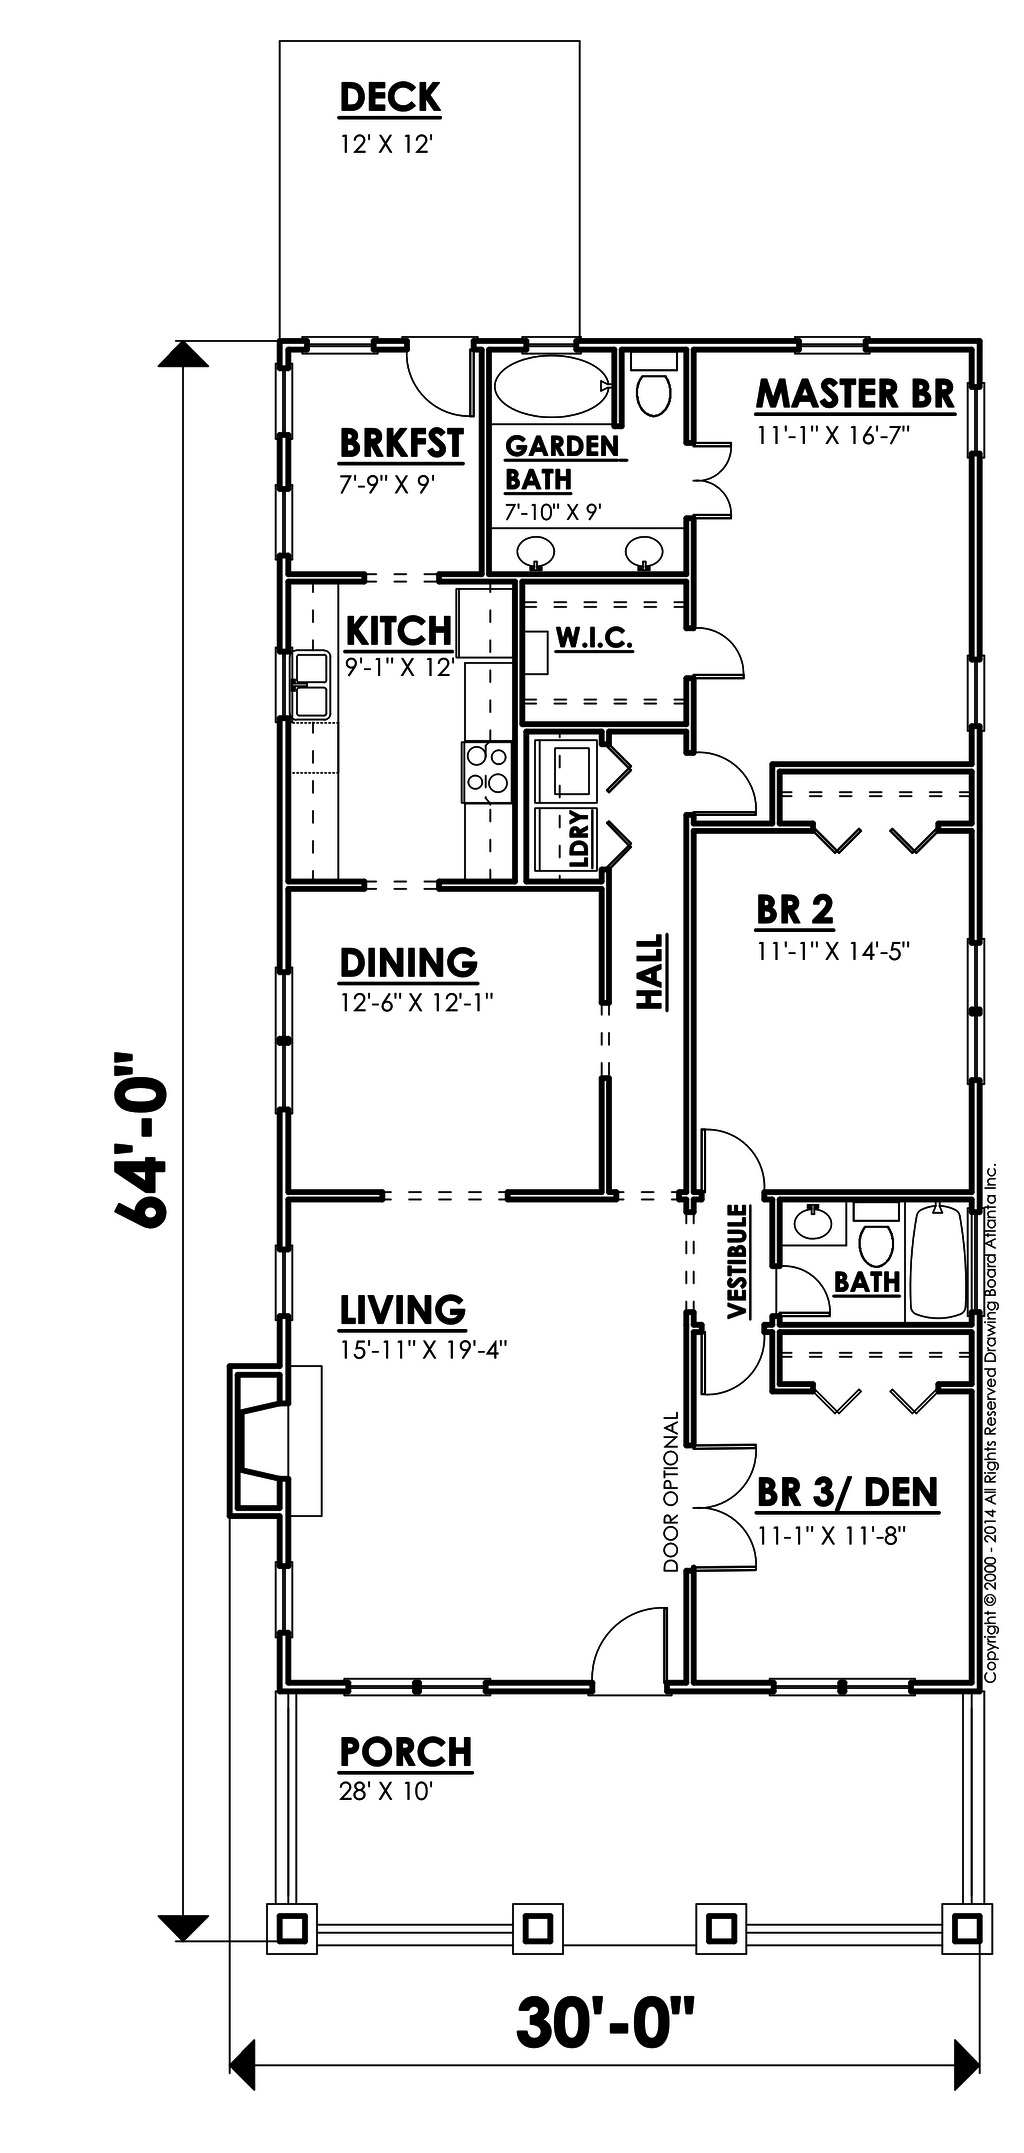 DECK
12' X 12'
MASTER BR
11'-1" X 16'-7"
BRKFST
7'-9" X 9'
GARDEN
BATH
7'-10" X 9'
KITCH
9'-1" X 12'
W.I.C.
LDRY
BR 2
11'-1" X 14'-5"
HALL
DINING
12'-6" X 12'-1"
64'-0"
VESTIBULE
BATH
LIVING
15'-11" X 19'-4"
DOOR OPTIONAL
BR 3/ DEN
11-1" X 11'-8"
Copyright © 2000 - 2014 All Rights Reserved Drawing Board Atlanta Inc.
PORCH
28' X 10'
30'-0"